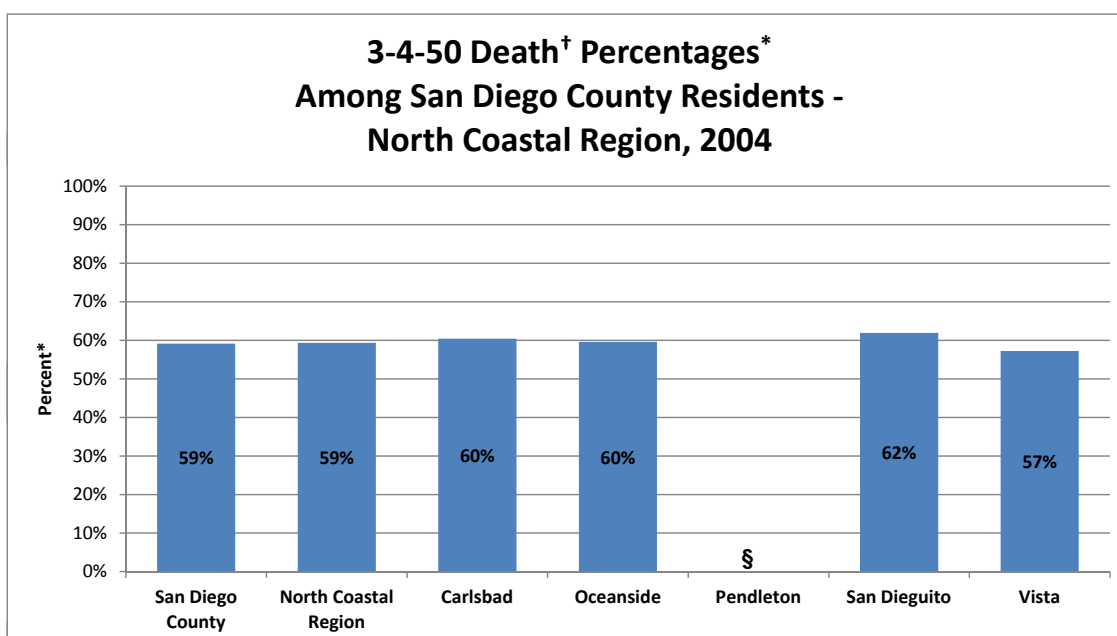 3-4-50 Death† Percentages*
Among San Diego County Residents -
North Coastal Region, 2004
100%
90%
80%
70%
60%
50%
40%
30%
20%
10%
0%
Percent*
59%
59%
60%
60%
§
62%
57%
San Diego
County
North Coastal
Region
Carlsbad
Oceanside
Pendleton
San Dieguito
Vista